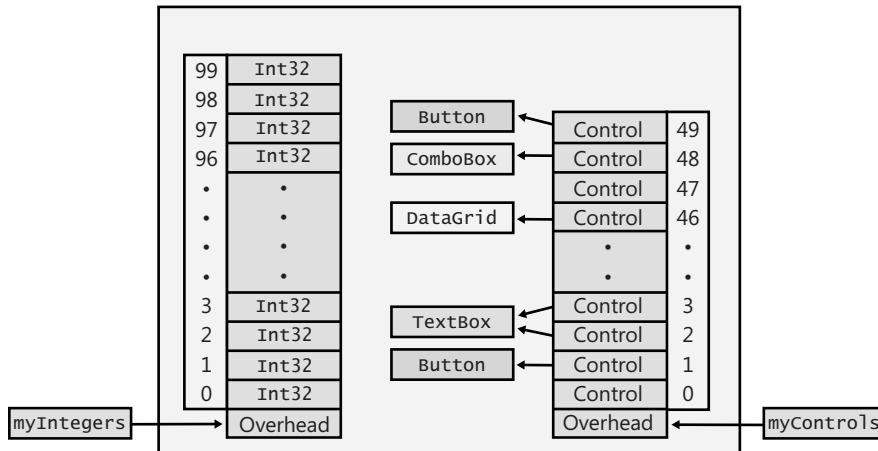 99 Int32
98 Int32
97 Int32
96 Int32
3 Int32
2 Int32
1 Int32
0 Int32
myIntegers
Overhead
Button
ComboBox
DataGrid
TextBox
Button
Control 49
Control 48
Control 47
Control 46
Control 3
Control 2
Control 1
Control 0
Overhead
myControls